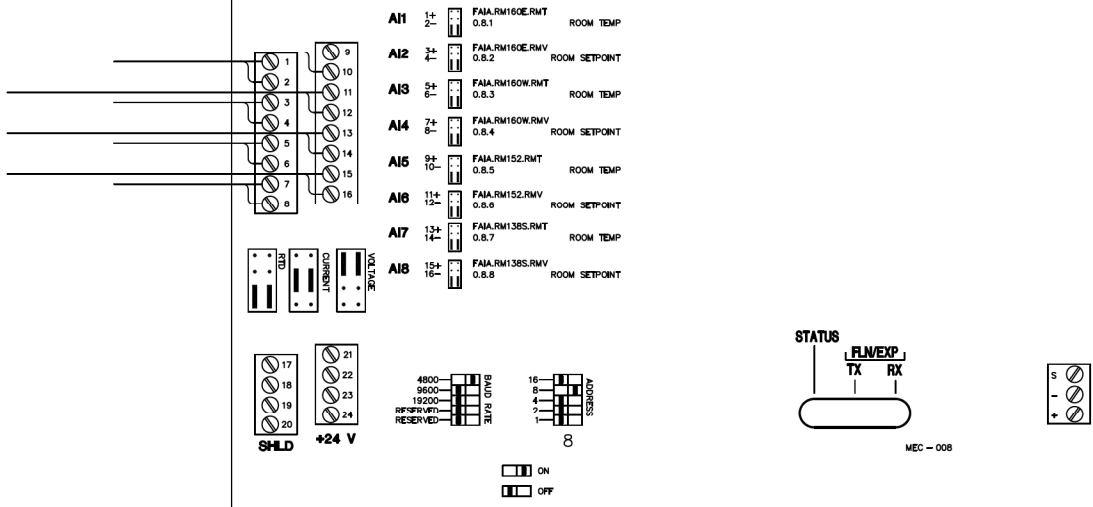 AI1 1+ 2– FAIA.RM160E.RMT 0.8.1 ROOM TEMP
AI2 3+ 4– FAIA.RM160E.RMV 0.8.2 ROOM SETPOINT
AI3 5+ 6– FAIA.RM160W.RMT 0.8.3 ROOM TEMP
AI4 7+ 8– FAIA.RM160W.RMV 0.8.4 ROOM SETPOINT
AI5 9+ 10– FAIA.RM152.RMT 0.8.5 ROOM TEMP
AI6 11+ 12– FAIA.RM152.RMV 0.8.6 ROOM SETPOINT
AI7 13+ 14– FAIA.RM138S.RMT 0.8.7 ROOM TEMP
AI8 15+ 16– FAIA.RM138S.RMV 0.8.8 ROOM SETPOINT
1
2
3
4
5
6
7
8
9
10
11
12
13
14
15
16
RTD
CURRENT
VOLTAGE
17
18
19
20
SHLD
21
22
23
24
+24 V
4800
9600
19200
RESERVED
RESERVED
BAUD RATE
16
8
4
2
1
ADDRESS
8
ON
OFF
STATUS
FLN/EXP
TX RX
MEC – 008
S
–
+